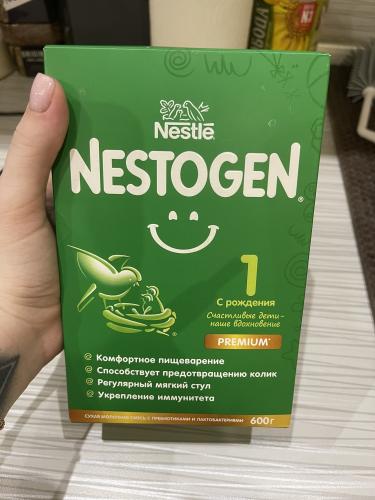 Nestlé
NESTOGEN®
1
С рождения
Счастливые дети -
наше вдохновение
PREMIUM*
Комфортное пищеварение
Способствует предотвращению колик
Регулярный мягкий стул
Укрепление иммунитета
СУХАЯ МОЛОЧНАЯ СМЕСЬ С ПРЕБИОТИКАМИ И ЛАКТОБАКТЕРИЯМИ 600 г